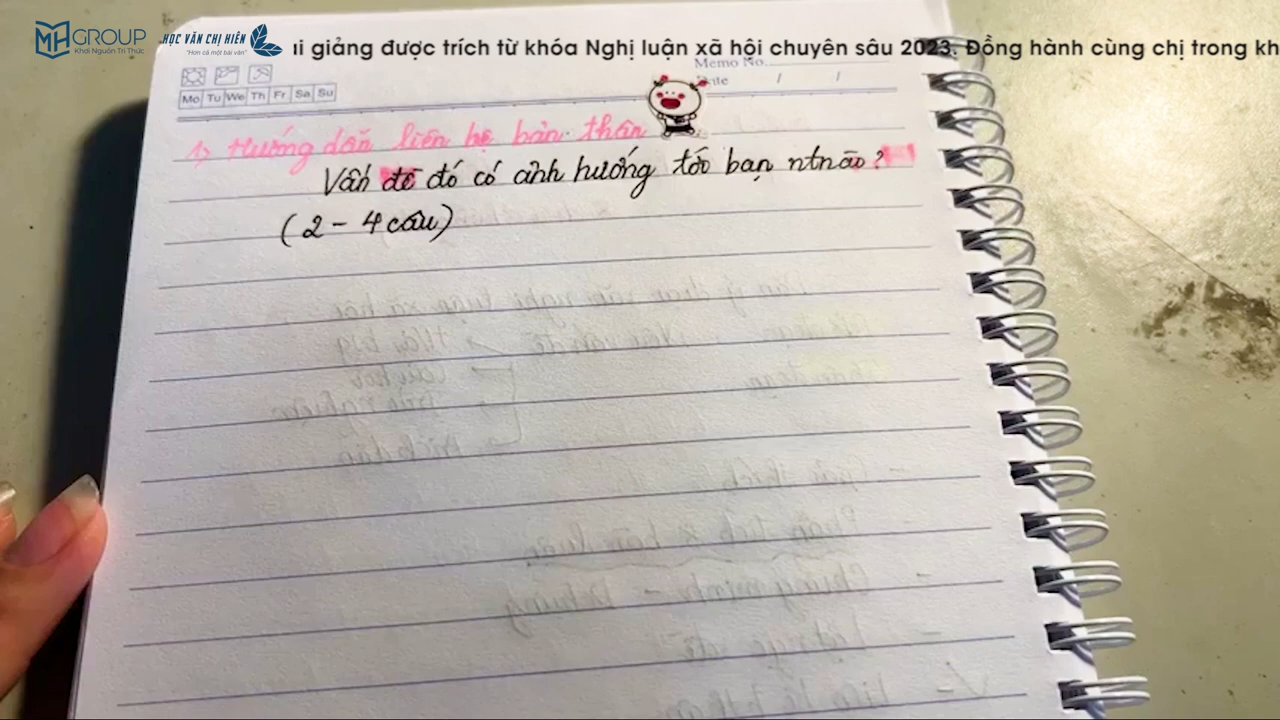 MH GROUP
Khơi Nguồn Tri Thức
HỌC VĂN CHỊ HIÊN
"Hơn cả một bài văn"
ài giảng được trích từ khóa Nghị luận xã hội chuyên sâu 2023. Đồng hành cùng chị trong kh
Memo No.
Date / /
Mo Tu We Th Fr Sa Su
1, Hướng dẫn liên hệ bản thân
Vấn đề đó có ảnh hưởng tới bạn ntnào?
(2 - 4 câu)